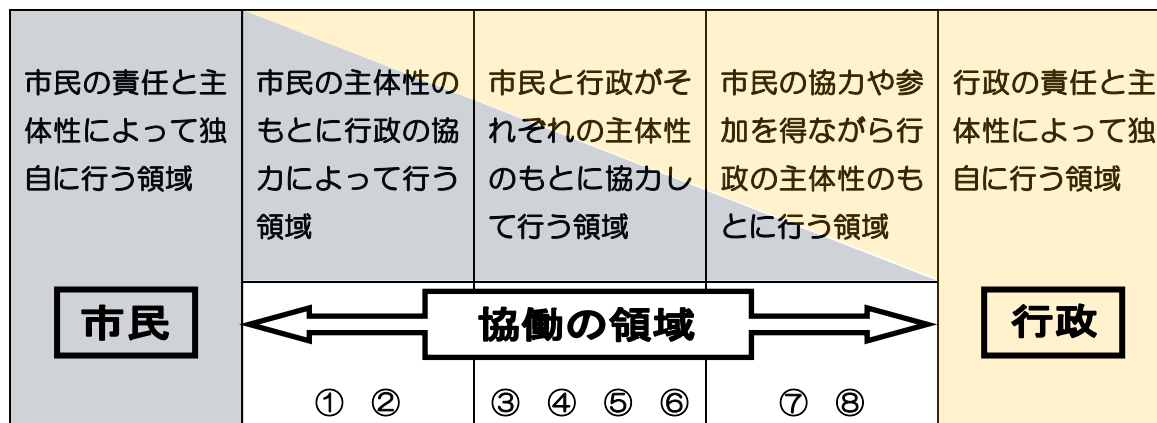 市民の責任と主
体性によって独
自に行う領域
市民の主体性の
もとに行政の協
力によって行う
領域
市民と行政がそ
れぞれの主体性
のもとに協力し
て行う領域
市民の協力や参
加を得ながら行
政の主体性のも
とに行う領域
行政の責任と主
体性によって独
自に行う領域
市民
協働の領域
行政
① ②
③ ④ ⑤ ⑥
⑦ ⑧